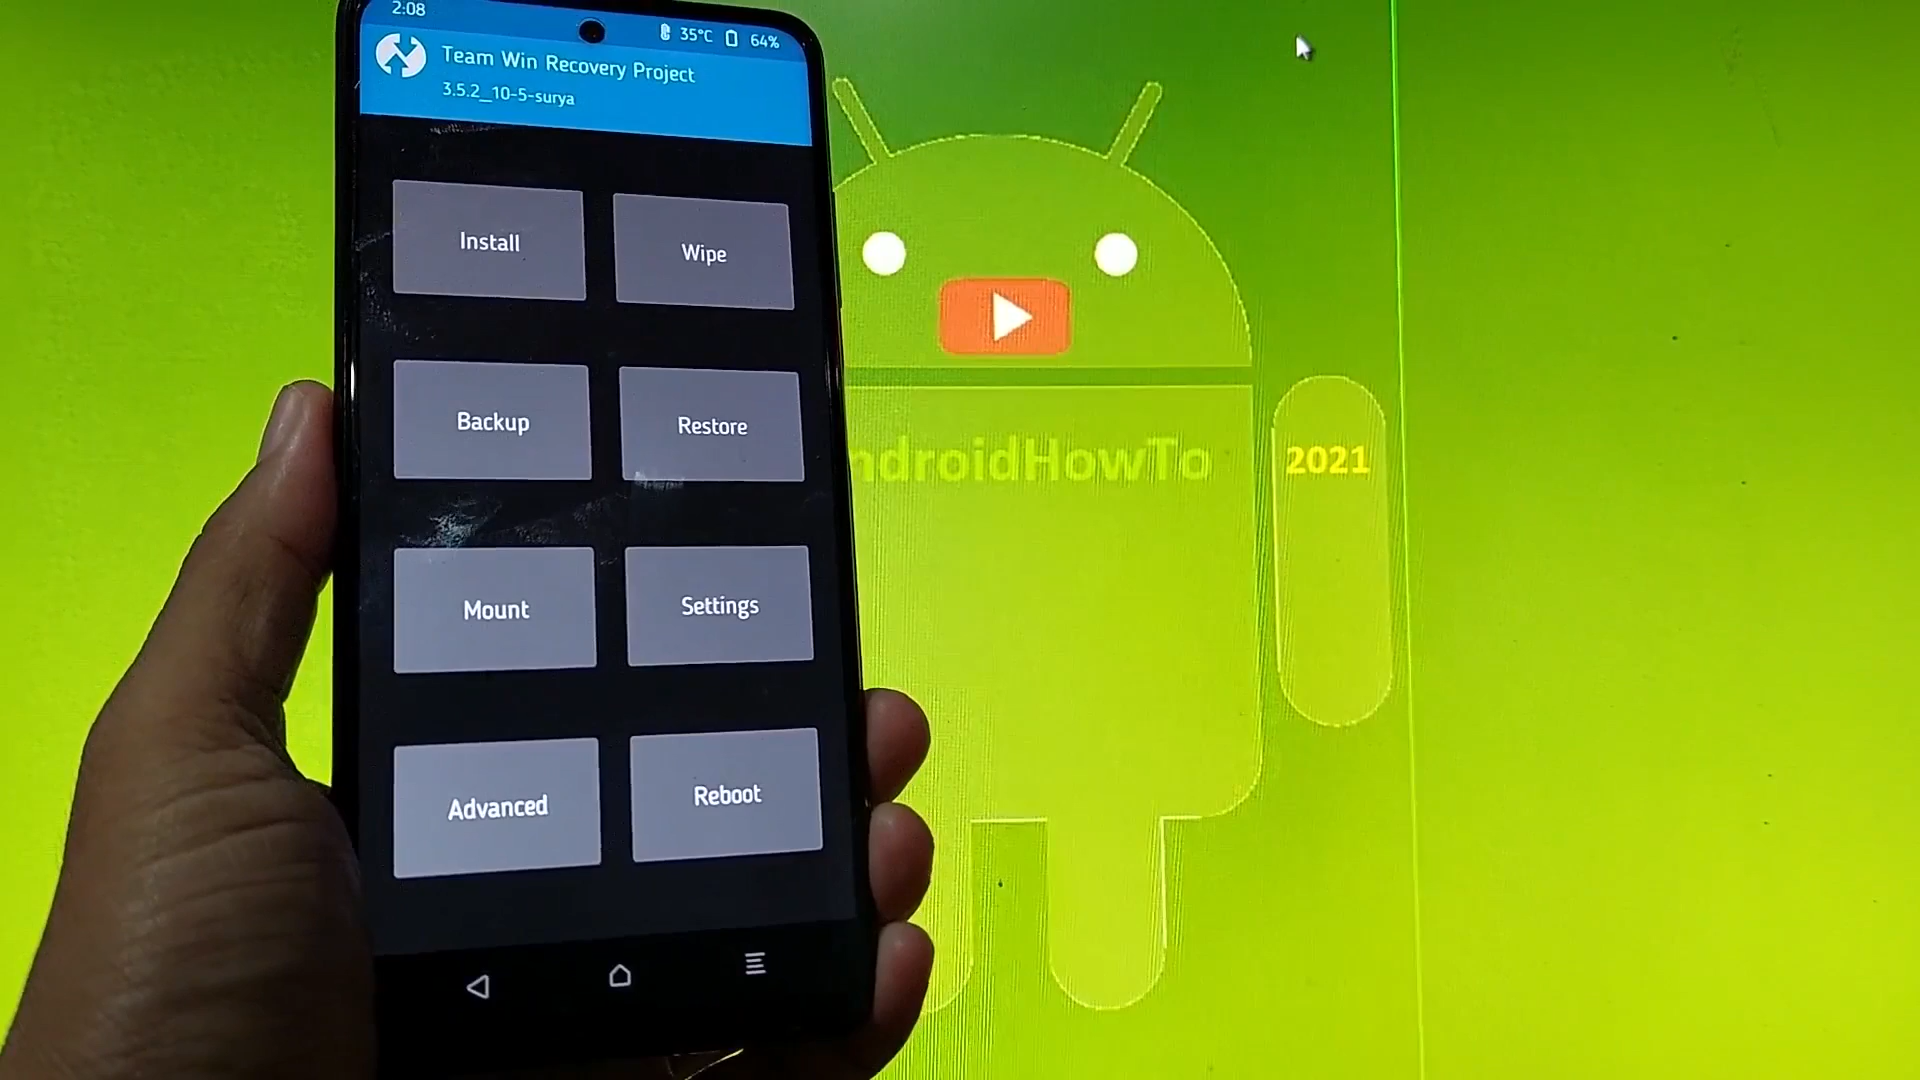 2:08
35°C 64%
Team Win Recovery Project
3.5.2_10-5-surya
Install
Wipe
Backup
Restore
Mount
Settings
Advanced
Reboot
ndroidHowTo
2021